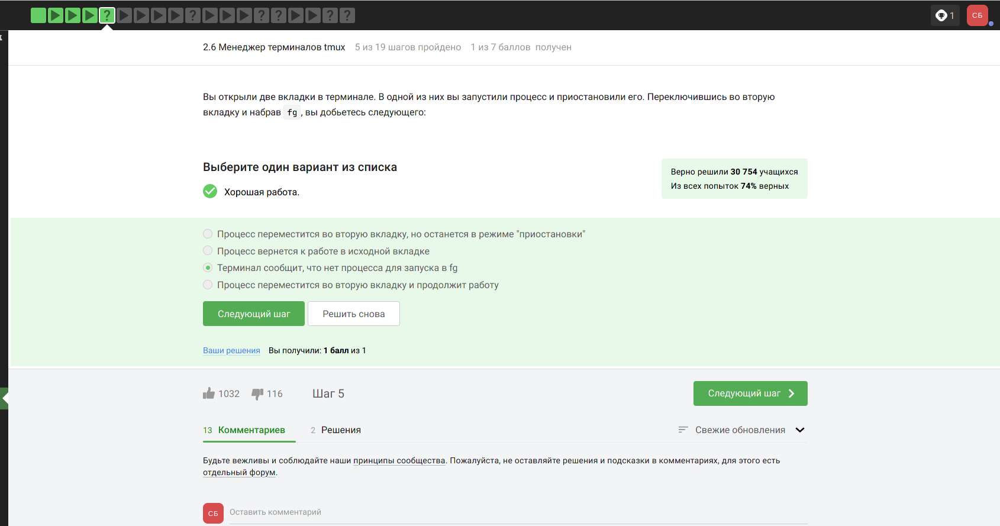 ? ? ? ? ? ?
1
СБ
2.6 Менеджер терминалов tmux 5 из 19 шагов пройдено 1 из 7 баллов получен
Вы открыли две вкладки в терминале. В одной из них вы запустили процесс и приостановили его. Переключившись во вторую
вкладку и набрав fg, вы добьетесь следующего:
Выберите один вариант из списка
Хорошая работа.
Верно решили 30 754 учащихся
Из всех попыток 74% верных
Процесс переместится во вторую вкладку, но останется в режиме "приостановки"
Процесс вернется к работе в исходной вкладке
Терминал сообщит, что нет процесса для запуска в fg
Процесс переместится во вторую вкладку и продолжит работу
Следующий шаг
Решить снова
Ваши решения Вы получили: 1 балл из 1
1032 116 Шаг 5
Следующий шаг
13 Комментариев 2 Решения
Свежие обновления
Будьте вежливы и соблюдайте наши принципы сообщества. Пожалуйста, не оставляйте решения и подсказки в комментариях, для этого есть
отдельный форум.
СБ Оставить комментарий